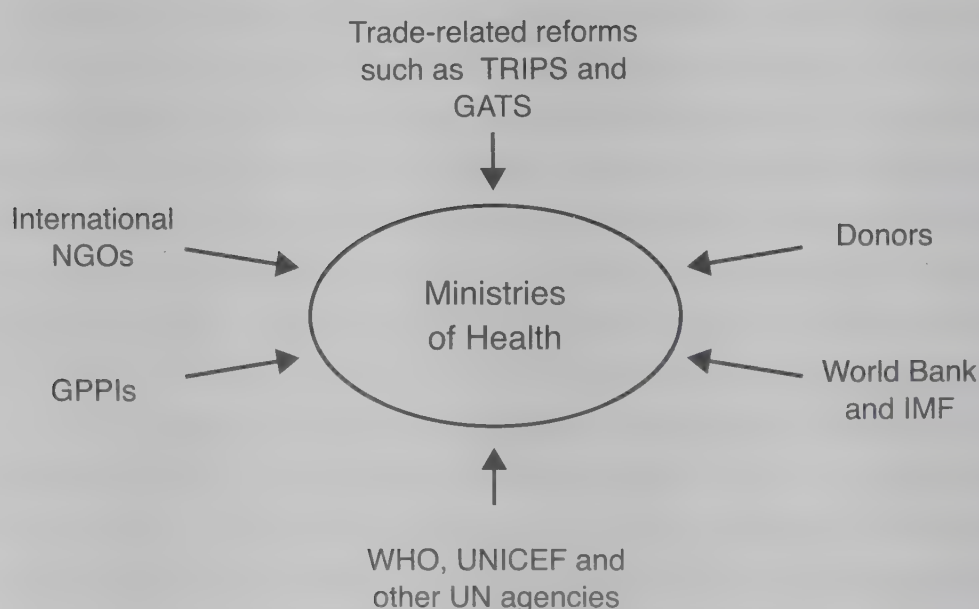 Trade-related reforms
such as TRIPS and
GATS
International
NGOs
Donors
Ministries
of Health
GPPIs
World Bank
and IMF
WHO, UNICEF and
other UN agencies